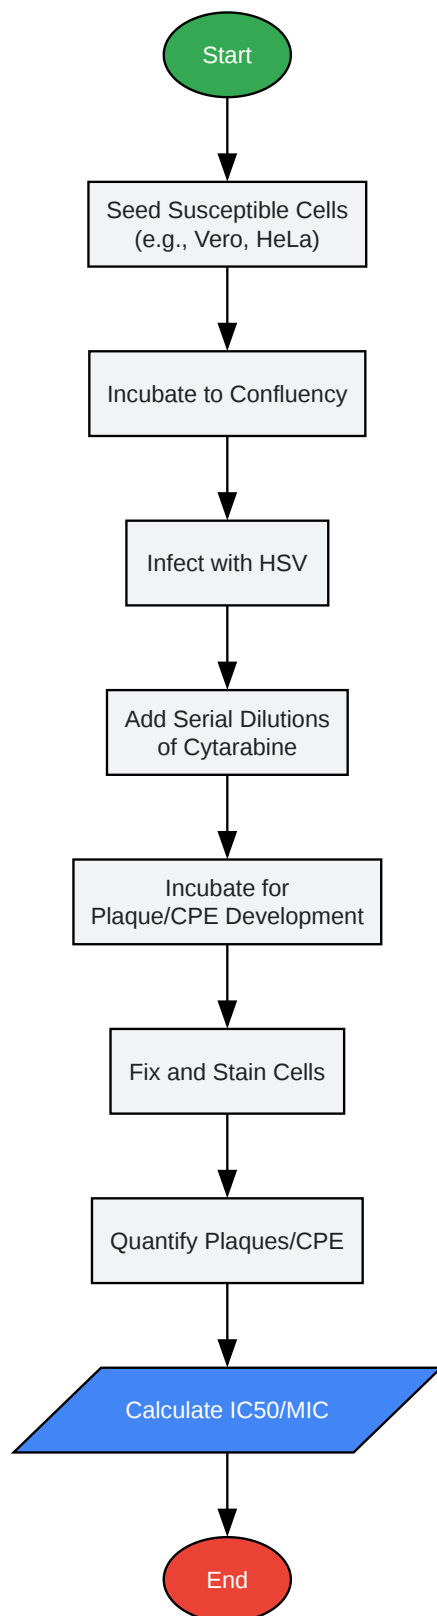 Start
Seed Susceptible Cells
(e.g., Vero, HeLa)
Incubate to Confluency
Infect with HSV
Add Serial Dilutions
of Cytarabine
Incubate for
Plaque/CPE Development
Fix and Stain Cells
Quantify Plaques/CPE
Calculate IC50/MIC
End